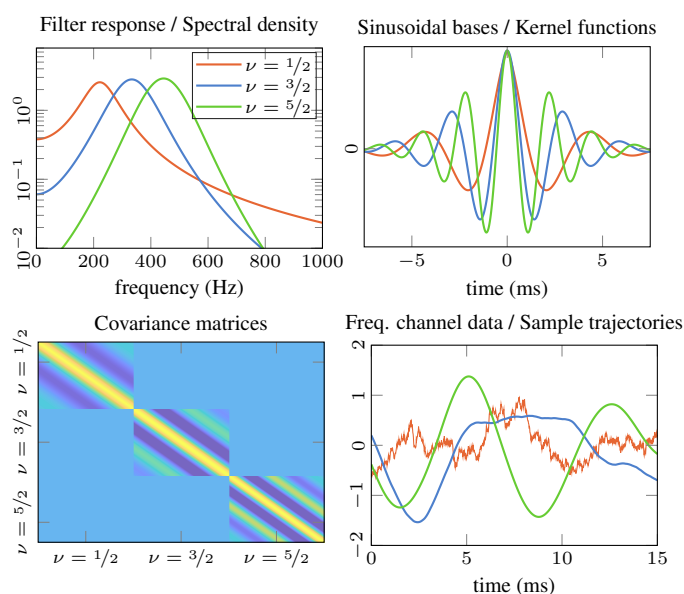 Filter response / Spectral density
ν = 1/2
ν = 3/2
ν = 5/2
10⁰
10⁻¹
10⁻²
00 200 400 600 800 1000
frequency (Hz)
Sinusoidal bases / Kernel functions
0
−5 0 5
time (ms)
Covariance matrices
ν = 1/2
ν = 3/2
ν = 5/2
ν = 1/2 ν = 3/2 ν = 5/2
Freq. channel data / Sample trajectories
2
1
0
−1
−2
0 5 10 15
time (ms)